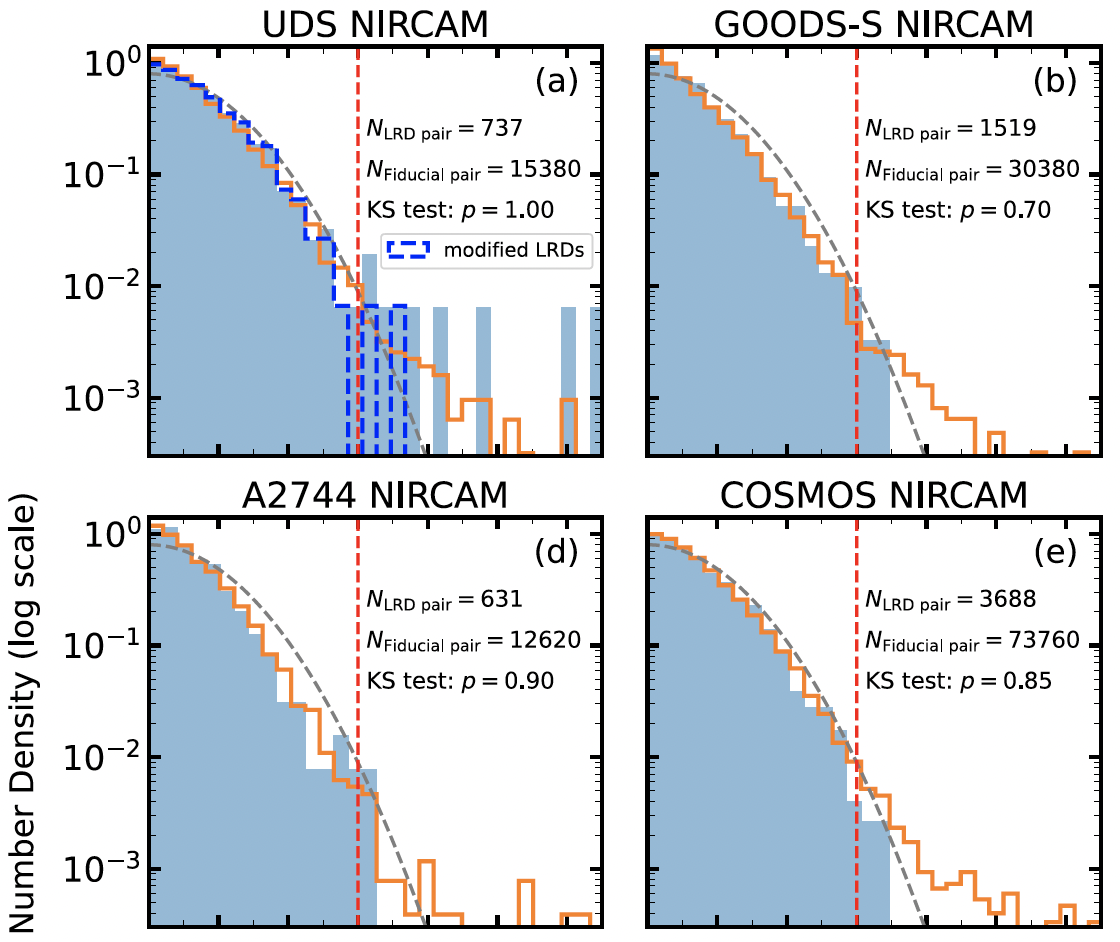 UDS NIRCAM
(a)
N_LRD pair = 737
N_Fiducial pair = 15380
KS test: p = 1.00
modified LRDs
10^0
10^-1
10^-2
10^-3
GOODS-S NIRCAM
(b)
N_LRD pair = 1519
N_Fiducial pair = 30380
KS test: p = 0.70
A2744 NIRCAM
(d)
N_LRD pair = 631
N_Fiducial pair = 12620
KS test: p = 0.90
10^0
10^-1
10^-2
10^-3
Number Density (log scale)
COSMOS NIRCAM
(e)
N_LRD pair = 3688
N_Fiducial pair = 73760
KS test: p = 0.85